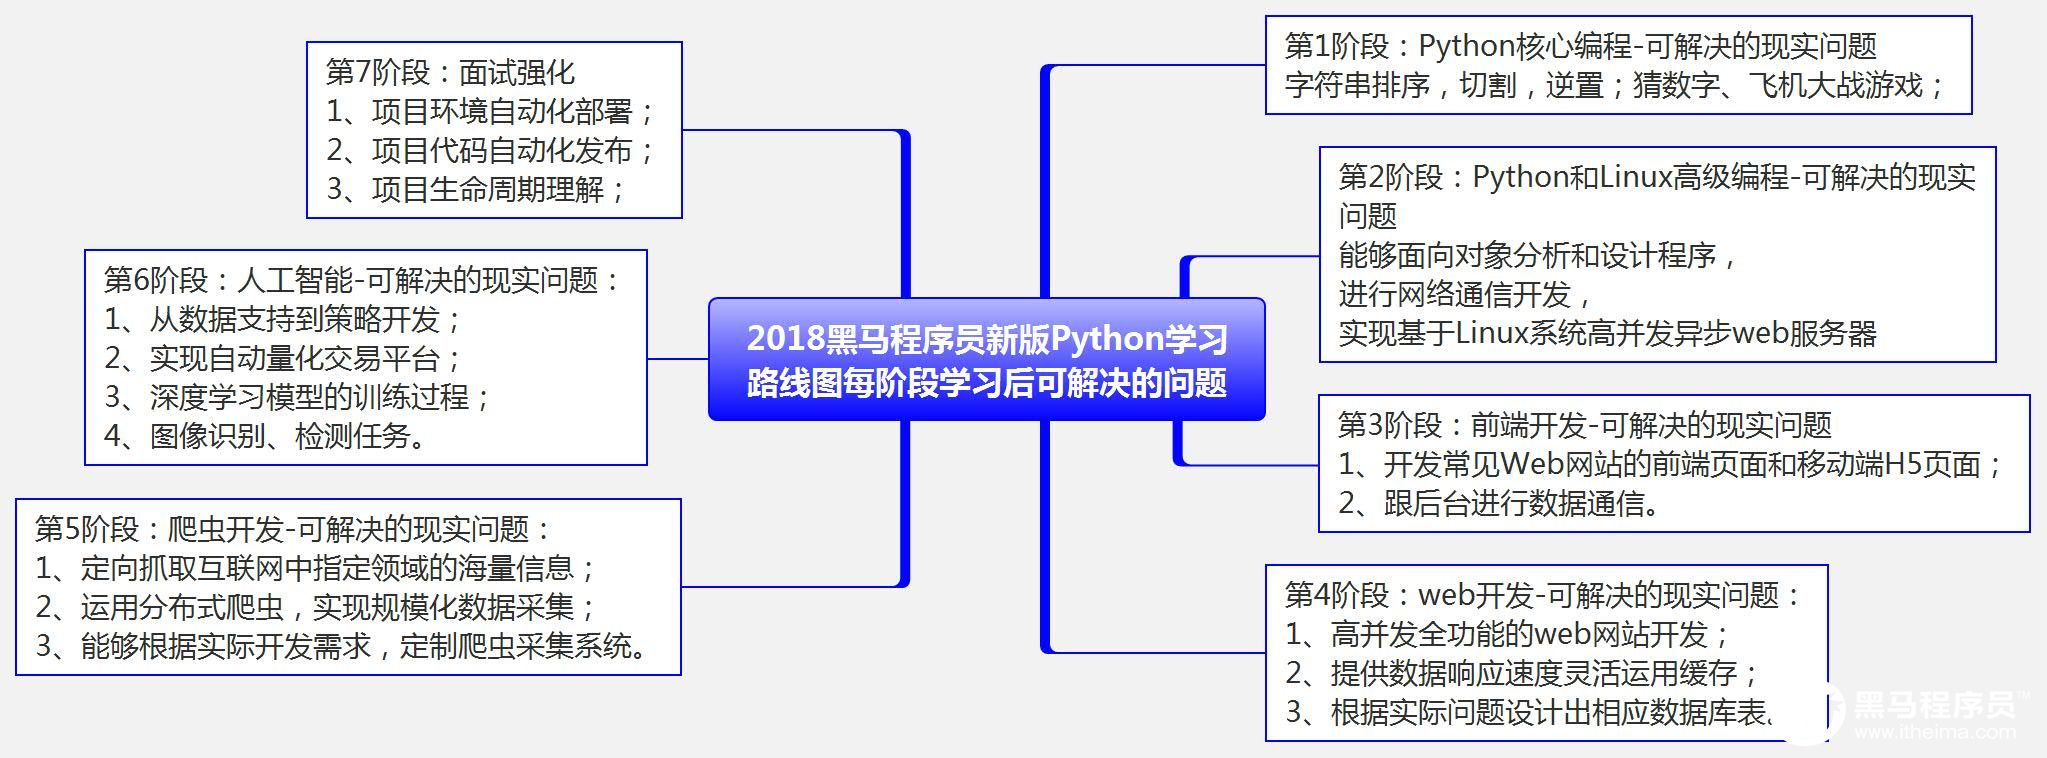 2018黑马程序员新版Python学习
路线图每阶段学习后可解决的问题
第1阶段：Python核心编程-可解决的现实问题
字符串排序，切割，逆置；猜数字、飞机大战游戏；
第2阶段：Python和Linux高级编程-可解决的现实
问题
能够面向对象分析和设计程序，
进行网络通信开发，
实现基于Linux系统高并发异步web服务器
第3阶段：前端开发-可解决的现实问题
1、开发常见Web网站的前端页面和移动端H5页面；
2、跟后台进行数据通信。
第4阶段：web开发-可解决的现实问题：
1、高并发全功能的web网站开发；
2、提供数据响应速度灵活运用缓存；
3、根据实际问题设计出相应数据库表。
第5阶段：爬虫开发-可解决的现实问题：
1、定向抓取互联网中指定领域的海量信息；
2、运用分布式爬虫，实现规模化数据采集；
3、能够根据实际开发需求，定制爬虫采集系统。
第6阶段：人工智能-可解决的现实问题：
1、从数据支持到策略开发；
2、实现自动量化交易平台；
3、深度学习模型的训练过程；
4、图像识别、检测任务。
第7阶段：面试强化
1、项目环境自动化部署；
2、项目代码自动化发布；
3、项目生命周期理解；
黑马程序员™
www.itheima.com